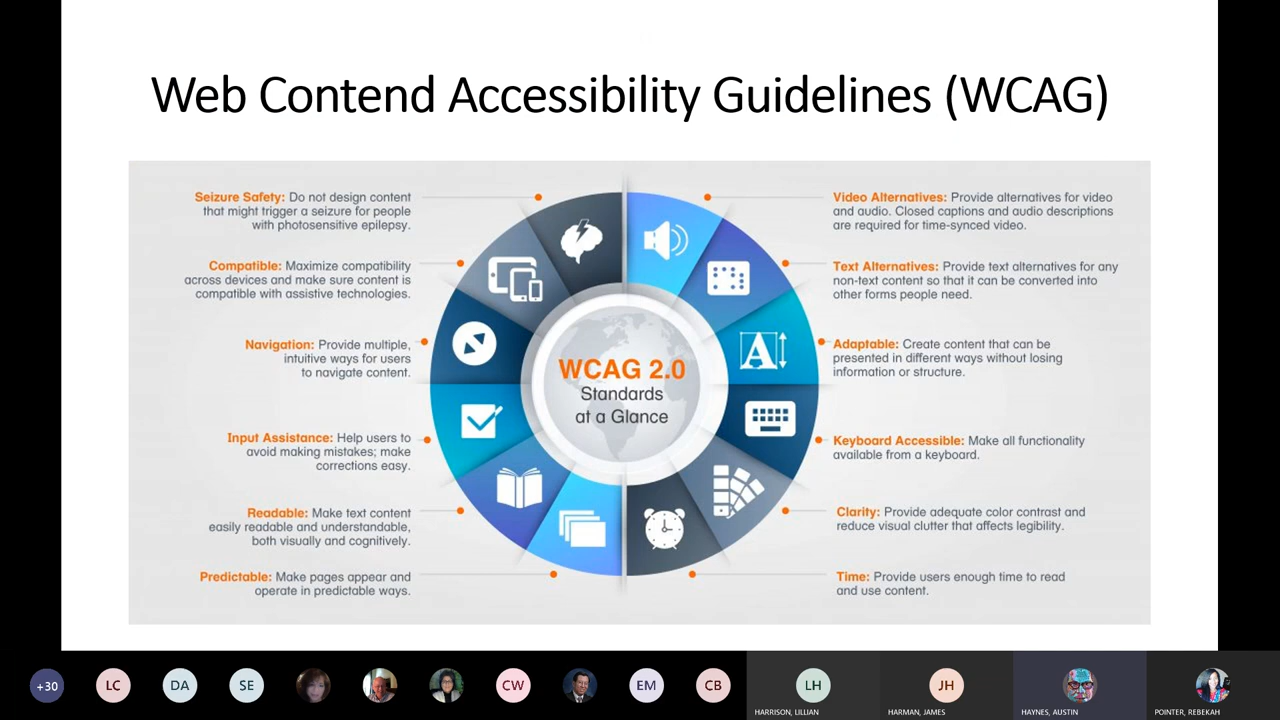 Web Contend Accessibility Guidelines (WCAG)
Seizure Safety: Do not design content
that might trigger a seizure for people
with photosensitive epilepsy.
Compatible: Maximize compatibility
across devices and make sure content is
compatible with assistive technologies.
Navigation: Provide multiple,
intuitive ways for users
to navigate content.
Input Assistance: Help users to
avoid making mistakes; make
corrections easy.
Readable: Make text content
easily readable and understandable,
both visually and cognitively.
Predictable: Make pages appear and
operate in predictable ways.
WCAG 2.0
Standards
at a Glance
Video Alternatives: Provide alternatives for video
and audio. Closed captions and audio descriptions
are required for time-synced video.
Text Alternatives: Provide text alternatives for any
non-text content so that it can be converted into
other forms people need.
Adaptable: Create content that can be
presented in different ways without losing
information or structure.
Keyboard Accessible: Make all functionality
available from a keyboard.
Clarity: Provide adequate color contrast and
reduce visual clutter that affects legibility.
Time: Provide users enough time to read
and use content.
+30
LC
DA
SE
CW
EM
CB
LH
JH
HARRISON, LILLIAN
HARMAN, JAMES
HAYNES, AUSTIN
POINTER, REBEKAH